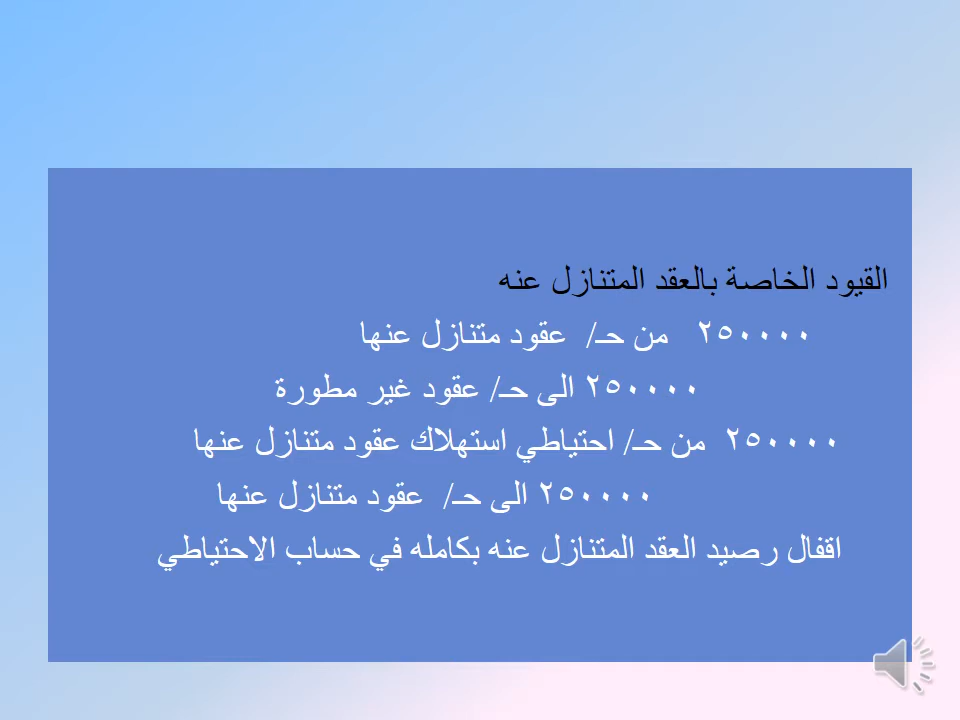 القيود الخاصة بالعقد المتنازل عنه
٢٥٠٠٠٠ من حـ/ عقود متنازل عنها
٢٥٠٠٠٠ الى حـ/ عقود غير مطورة
٢٥٠٠٠٠ من حـ/ احتياطي استهلاك عقود متنازل عنها
٢٥٠٠٠٠ الى حـ/ عقود متنازل عنها
اقفال رصيد العقد المتنازل عنه بكامله في حساب الاحتياطي